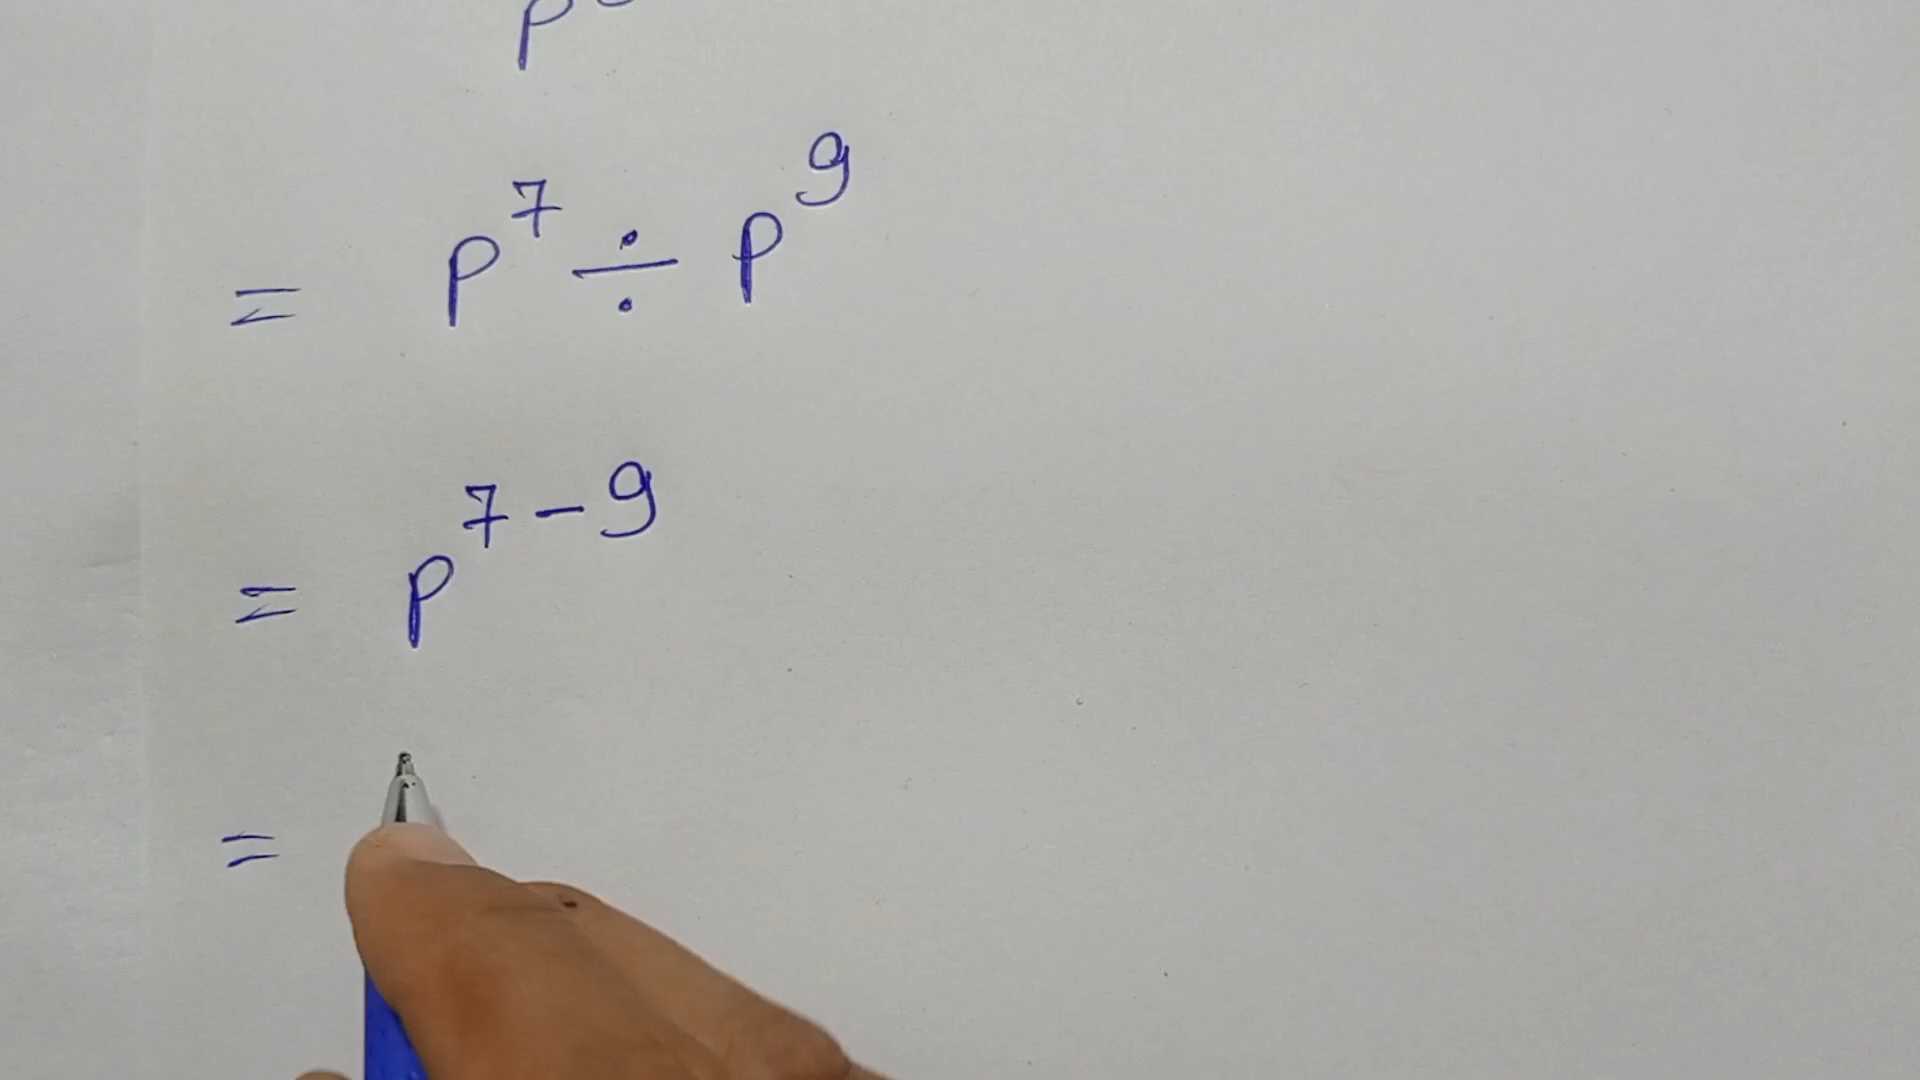 = p⁷ ÷ p⁹
= p⁷⁻⁹
=